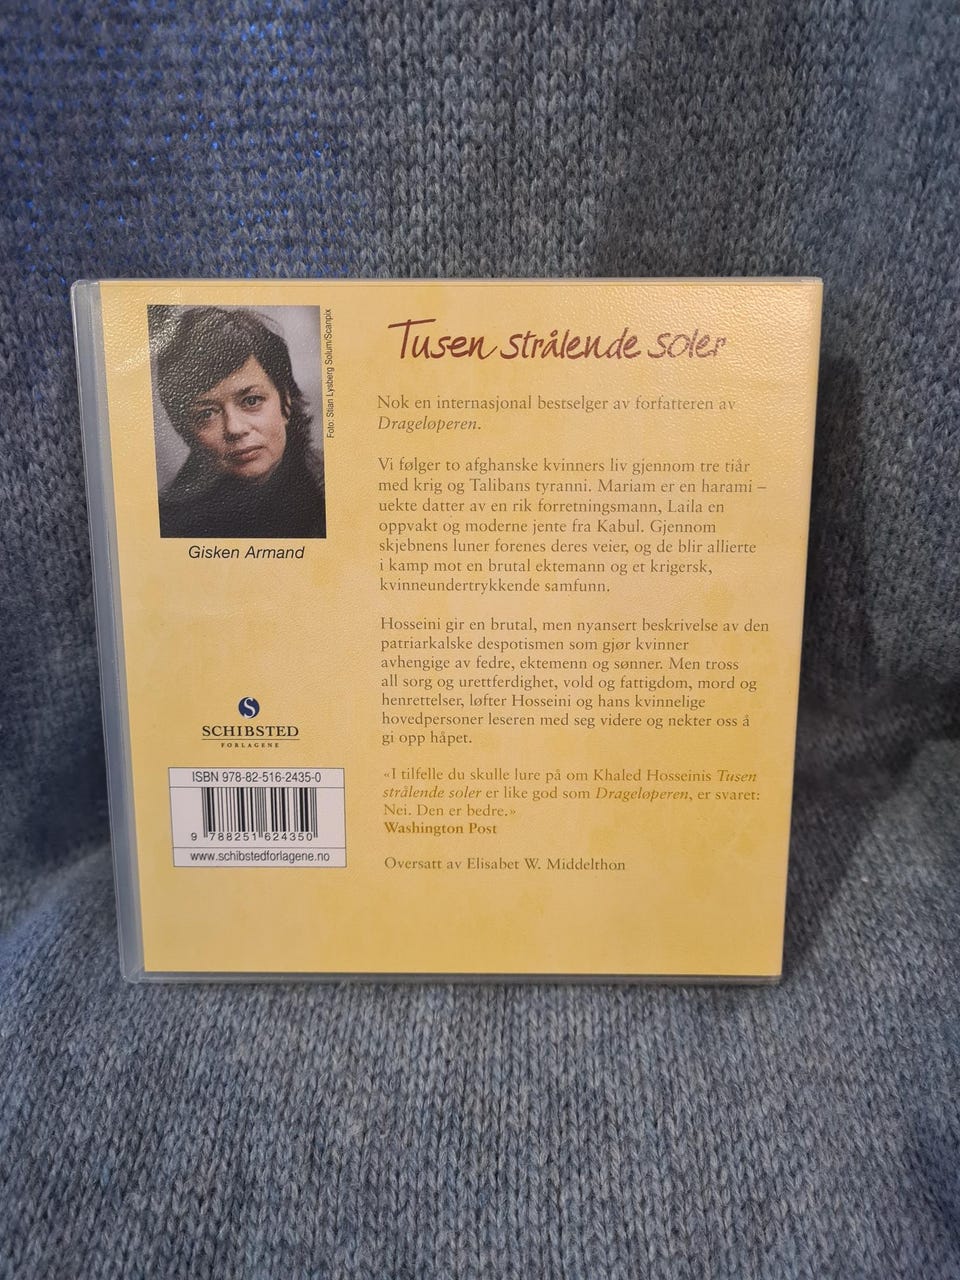 Foto: Stian Lysberg Solum/Scanpix
Gisken Armand
Tusen strålende soler
Nok en internasjonal bestselger av forfatteren av
Drageløperen.
Vi følger to afghanske kvinners liv gjennom tre tiår
med krig og Talibans tyranni. Mariam er en harami –
uekte datter av en rik forretningsmann, Laila en
oppvakt og moderne jente fra Kabul. Gjennom
skjebnens luner forenes deres veier, og de blir allierte
i kamp mot en brutal ektemann og et krigersk,
kvinneundertrykkende samfunn.
Hosseini gir en brutal, men nyansert beskrivelse av den
patriarkalske despotismen som gjør kvinner
avhengige av fedre, ektemenn og sønner. Men tross
all sorg og urettferdighet, vold og fattigdom, mord og
henrettelser, løfter Hosseini og hans kvinnelige
hovedpersoner leseren med seg videre og nekter oss å
gi opp håpet.
«I tilfelle du skulle lure på om Khaled Hosseinis Tusen
strålende soler er like god som Drageløperen, er svaret:
Nei. Den er bedre.»
Washington Post
Oversatt av Elisabet W. Middelthon
S
SCHIBSTED
FORLAGENE
ISBN 978-82-516-2435-0
9 788251 624350
www.schibstedforlagene.no